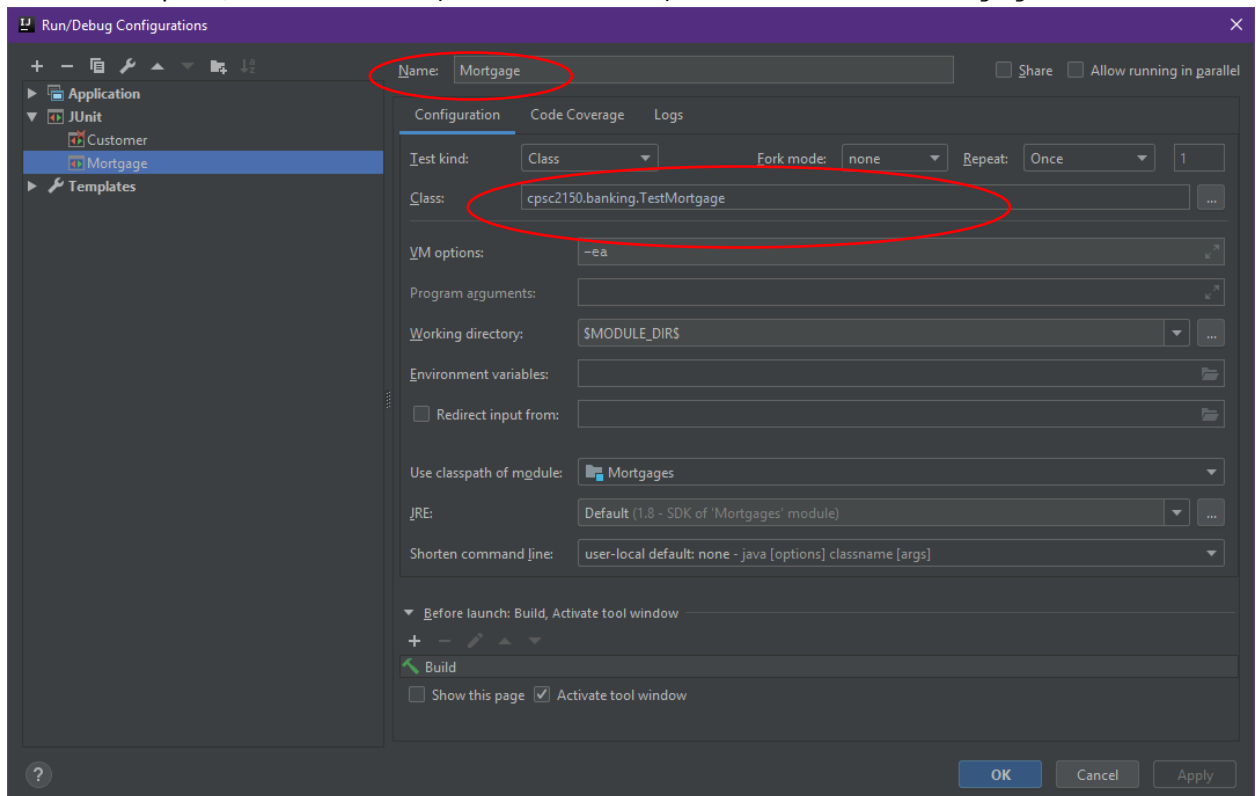 Run/Debug Configurations
Name: Mortgage
Share
Allow running in parallel
Application
JUnit
Customer
Mortgage
Templates
Configuration Code Coverage Logs
Test kind: Class Fork mode: none Repeat: Once 1
Class: cpsc2150.banking.TestMortgage ...
VM options: -ea
Program arguments:
Working directory: $MODULE_DIR$ ...
Environment variables:
Redirect input from:
Use classpath of module: Mortgages
JRE: Default (1.8 - SDK of 'Mortgages' module) ...
Shorten command line: user-local default: none - java [options] classname [args]
Before launch: Build, Activate tool window
Build
Show this page Activate tool window
? OK Cancel Apply